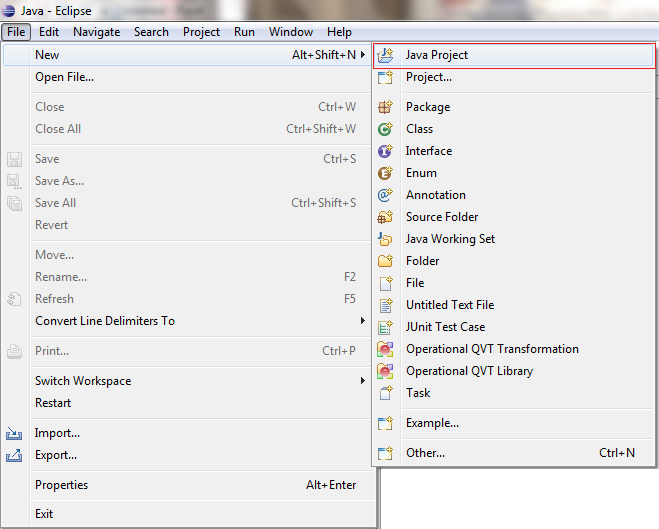 Java - Eclipse
File Edit Navigate Search Project Run Window Help
New Alt+Shift+N
Open File...
Close Ctrl+W
Close All Ctrl+Shift+W
Save Ctrl+S
Save As...
Save All Ctrl+Shift+S
Revert
Move...
Rename... F2
Refresh F5
Convert Line Delimiters To
Print... Ctrl+P
Switch Workspace
Restart
Import...
Export...
Properties Alt+Enter
Exit
Java Project
Project...
Package
Class
Interface
Enum
Annotation
Source Folder
Java Working Set
Folder
File
Untitled Text File
JUnit Test Case
Operational QVT Transformation
Operational QVT Library
Task
Example...
Other... Ctrl+N